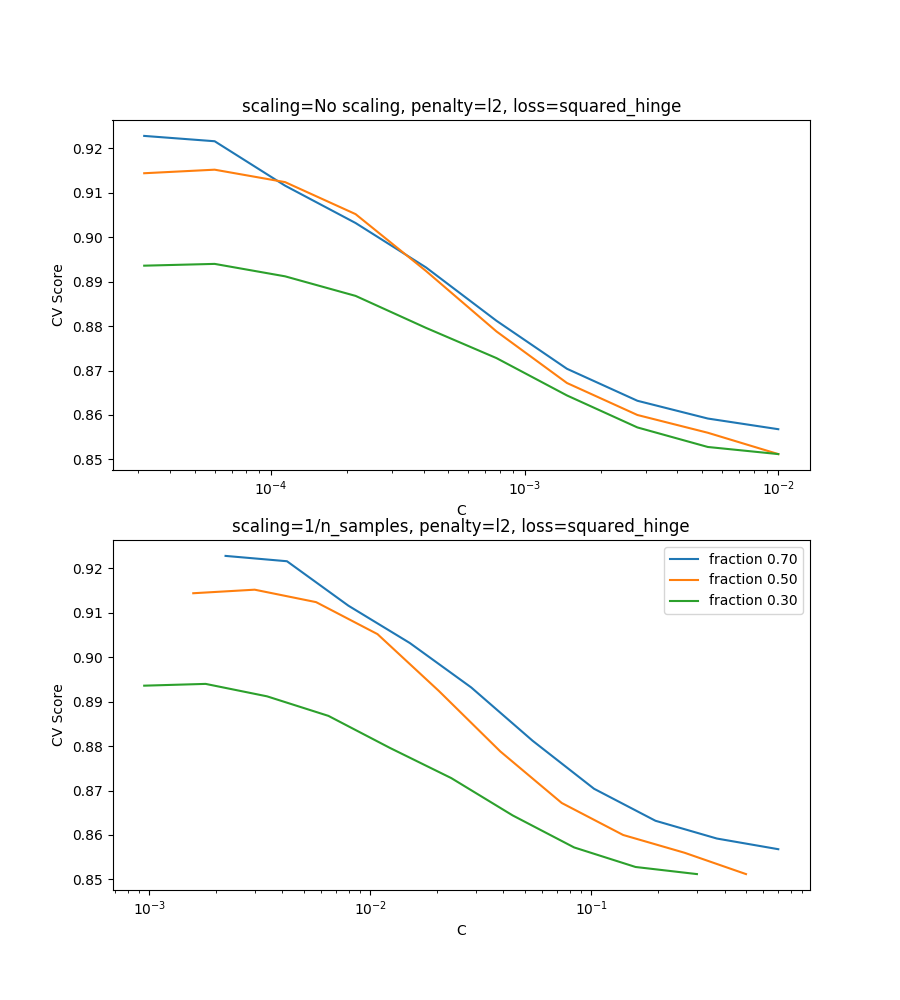 scaling=No scaling, penalty=l2, loss=squared_hinge
CV Score
0.92
0.91
0.90
0.89
0.88
0.87
0.86
0.85
10⁻⁴ 10⁻³ 10⁻²
C
scaling=1/n_samples, penalty=l2, loss=squared_hinge
fraction 0.70
fraction 0.50
fraction 0.30
CV Score
0.92
0.91
0.90
0.89
0.88
0.87
0.86
0.85
10⁻³ 10⁻² 10⁻¹
C